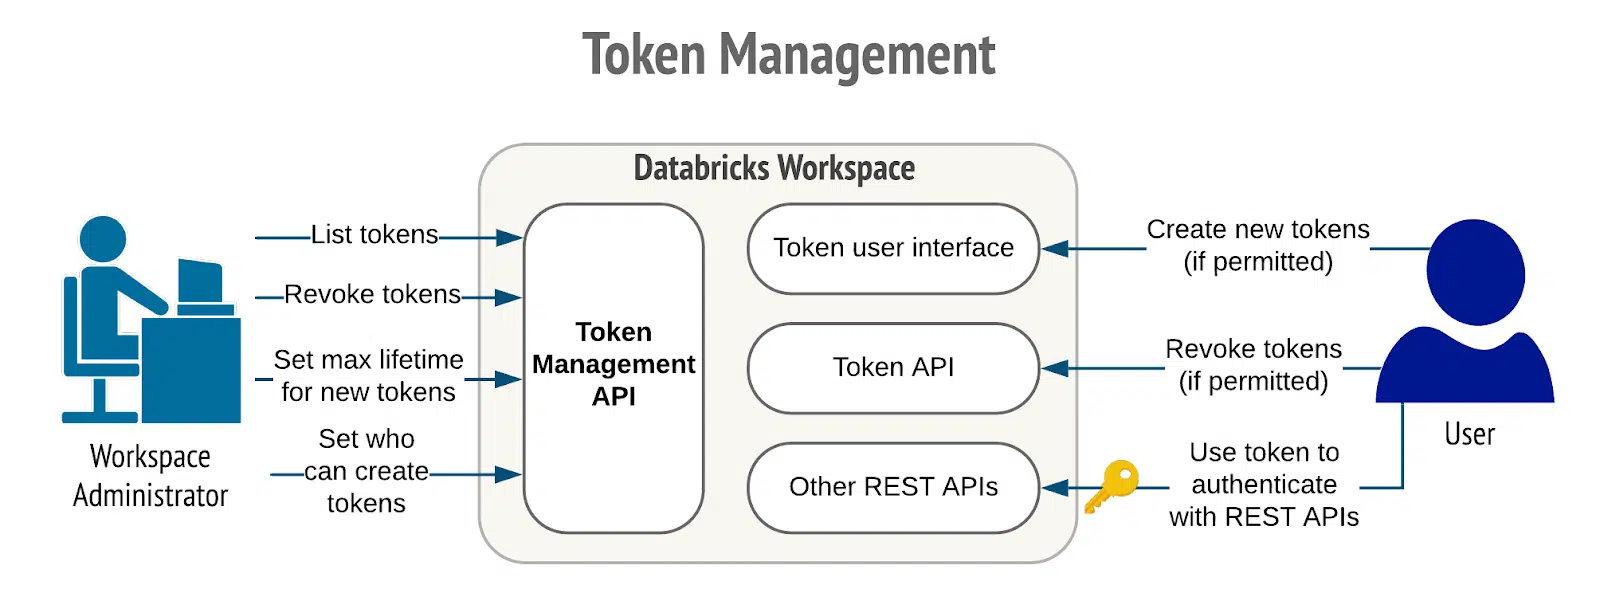 Token Management
Databricks Workspace
List tokens
Revoke tokens
Set max lifetime
for new tokens
Set who
can create
tokens
Workspace
Administrator
Token
Management
API
Token user interface
Token API
Other REST APIs
Create new tokens
(if permitted)
Revoke tokens
(if permitted)
Use token to
authenticate
with REST APIs
User